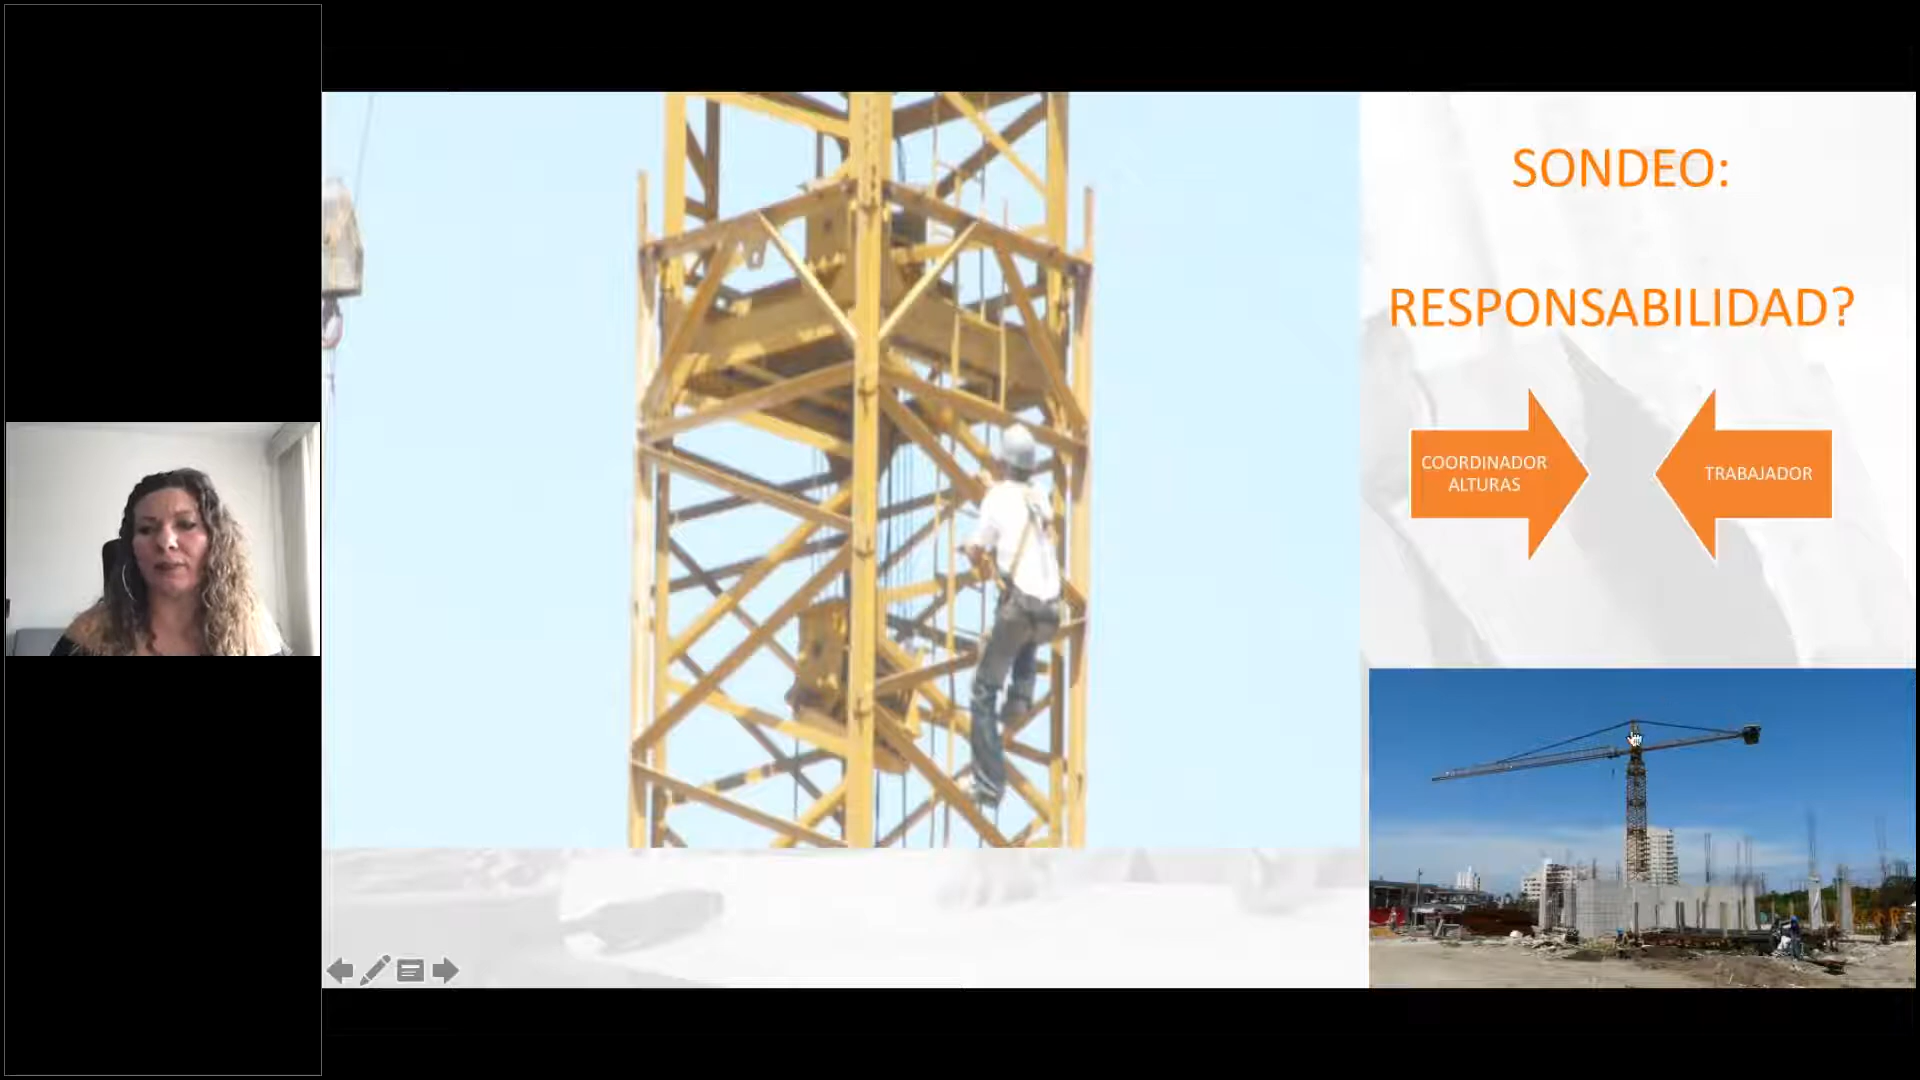 SONDEO:
RESPONSABILIDAD?
COORDINADOR
ALTURAS
TRABAJADOR